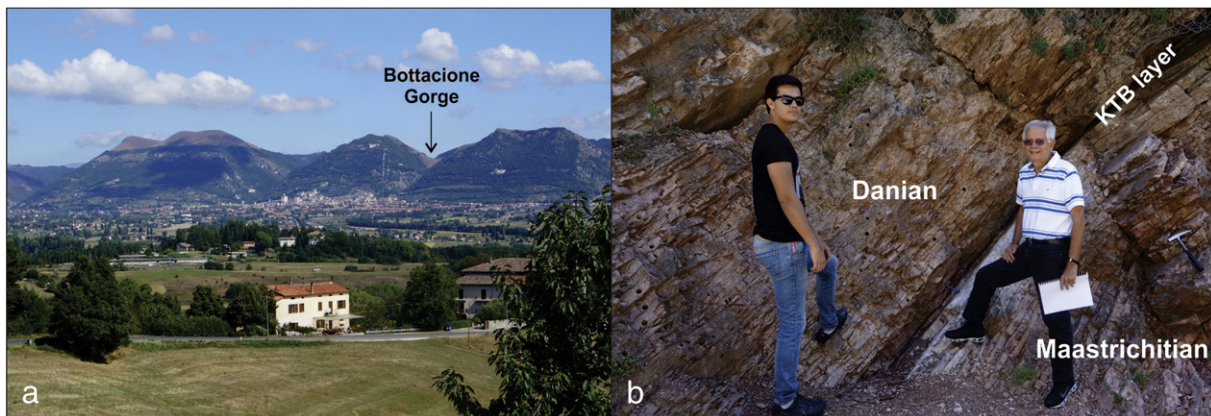 Bottacione
Gorge
a
KTB layer
Danian
Maastrichitian
b